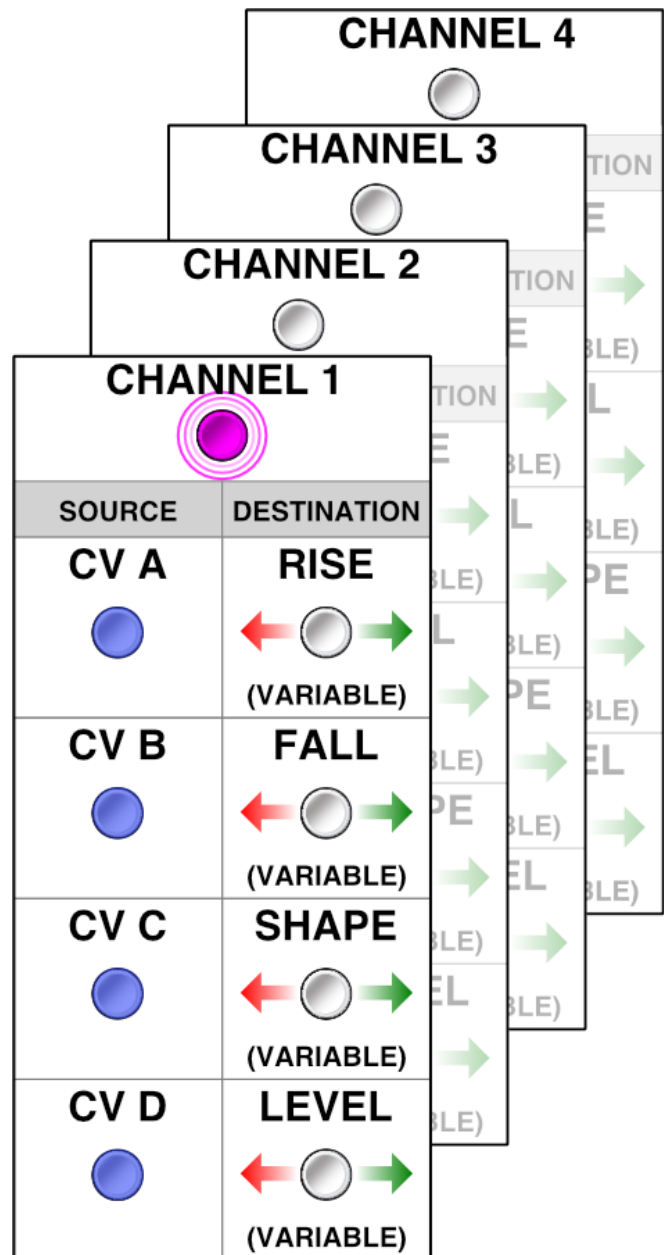 CHANNEL 4
CHANNEL 3
CHANNEL 2
CHANNEL 1
SOURCE DESTINATION
CV A RISE
(VARIABLE)
CV B FALL
(VARIABLE)
CV C SHAPE
(VARIABLE)
CV D LEVEL
(VARIABLE)